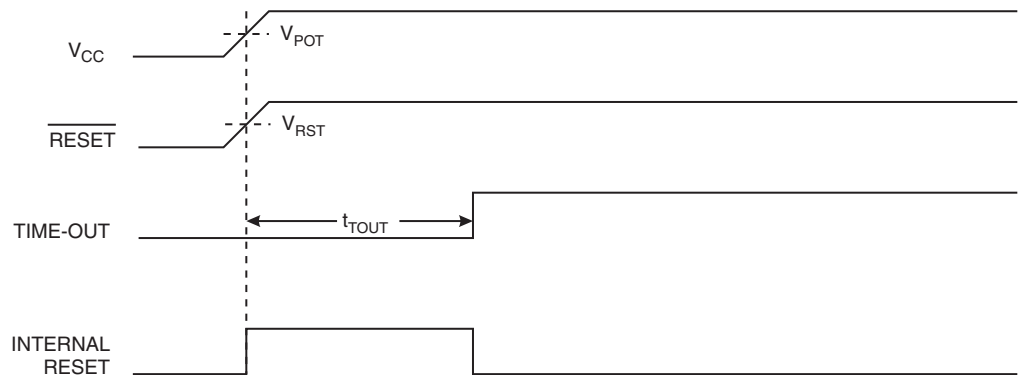 V_CC
V_POT
RESET
V_RST
TIME-OUT
t_TOUT
INTERNAL
RESET